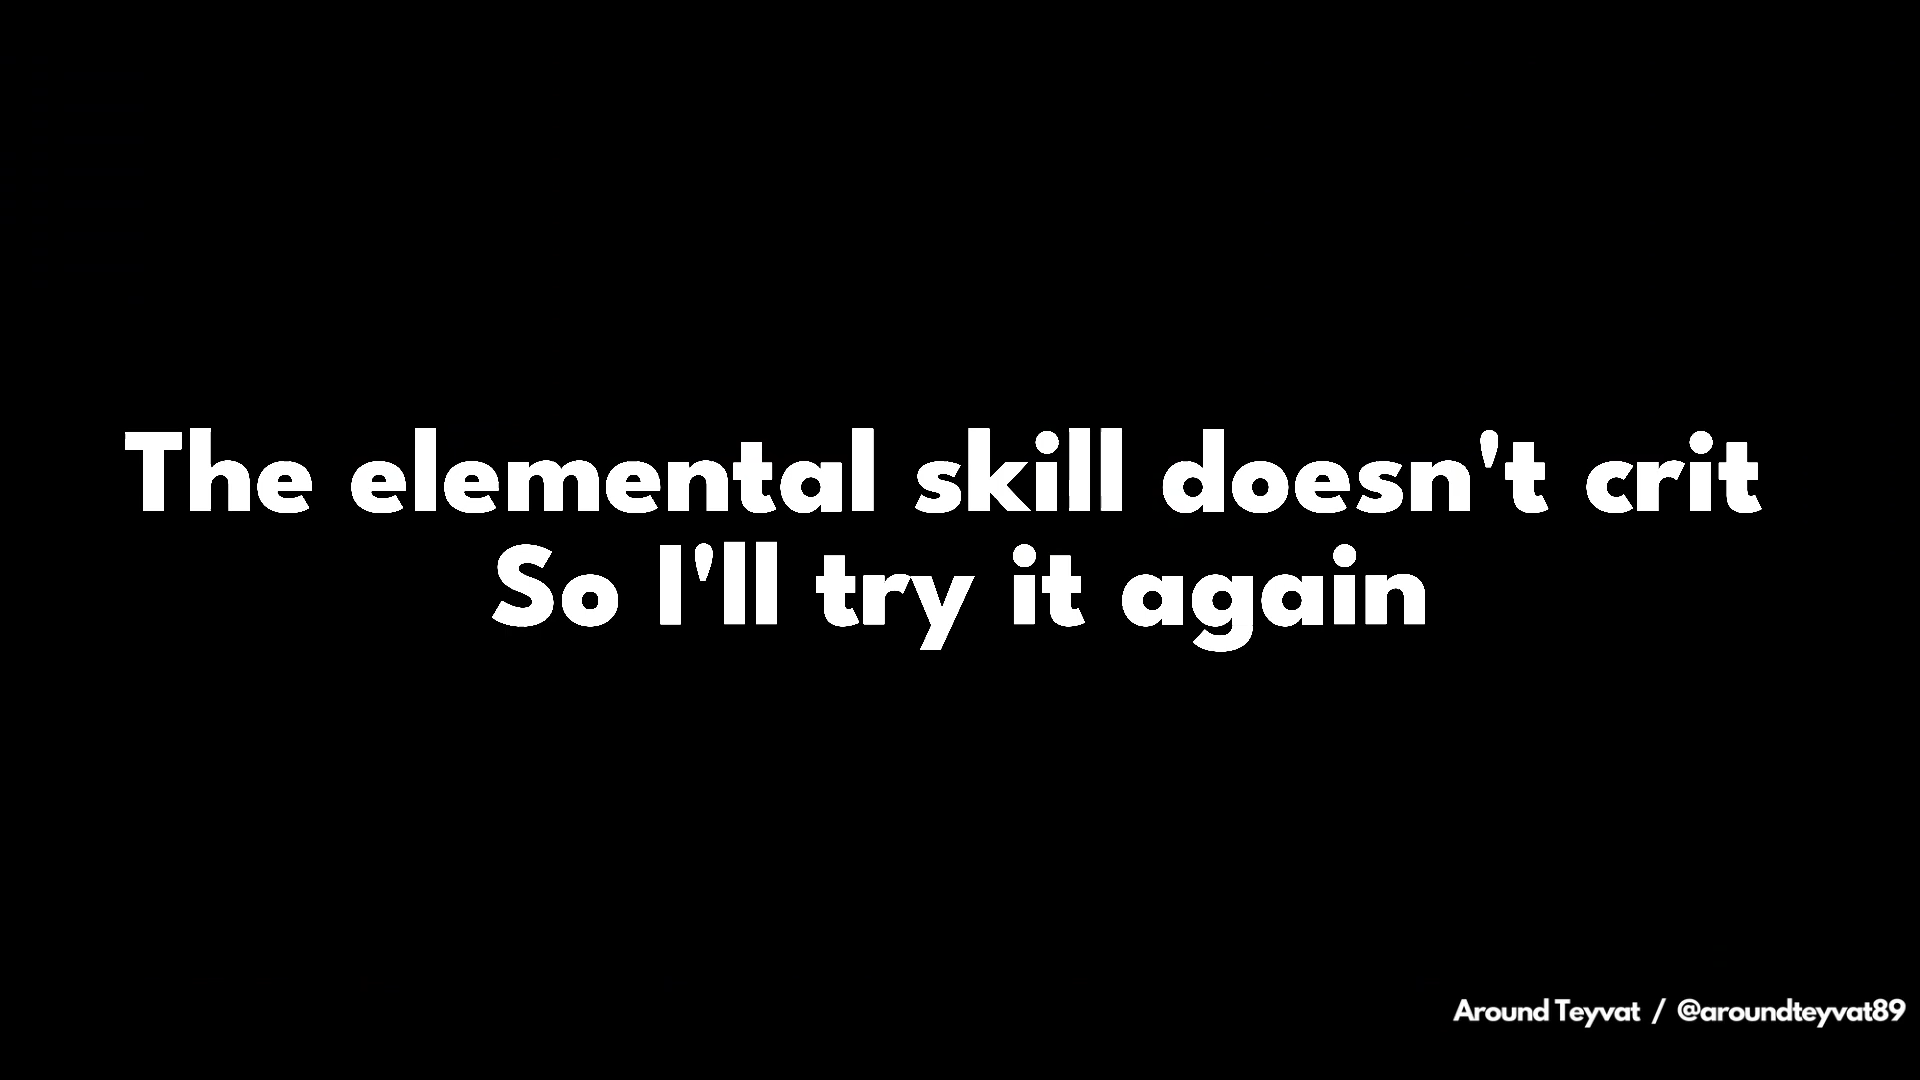 The elemental skill doesn't crit
So I'll try it again
Around Teyvat / @aroundteyvat89